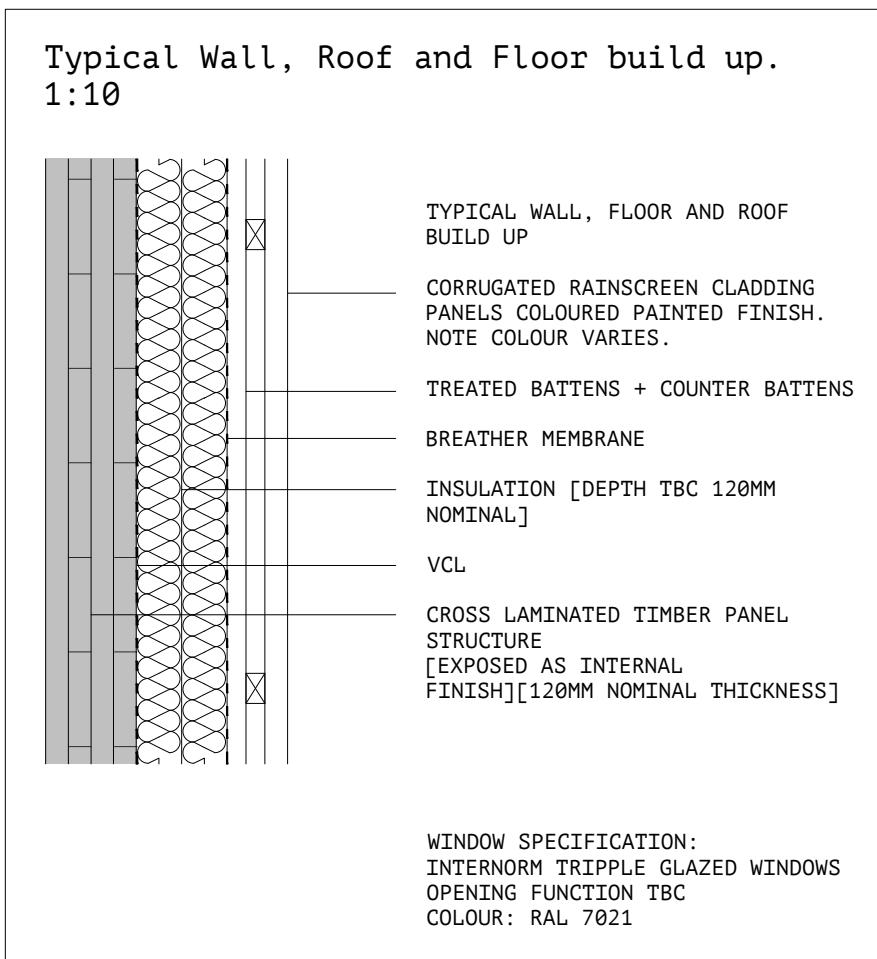 Typical Wall, Roof and Floor build up.
1:10
TYPICAL WALL, FLOOR AND ROOF
BUILD UP
CORRUGATED RAINSCREEN CLADDING
PANELS COLOURED PAINTED FINISH.
NOTE COLOUR VARIES.
TREATED BATTENS + COUNTER BATTENS
BREATHER MEMBRANE
INSULATION [DEPTH TBC 120MM
NOMINAL]
VCL
CROSS LAMINATED TIMBER PANEL
STRUCTURE
[EXPOSED AS INTERNAL
FINISH][120MM NOMINAL THICKNESS]
WINDOW SPECIFICATION:
INTERNORM TRIPPLE GLAZED WINDOWS
OPENING FUNCTION TBC
COLOUR: RAL 7021